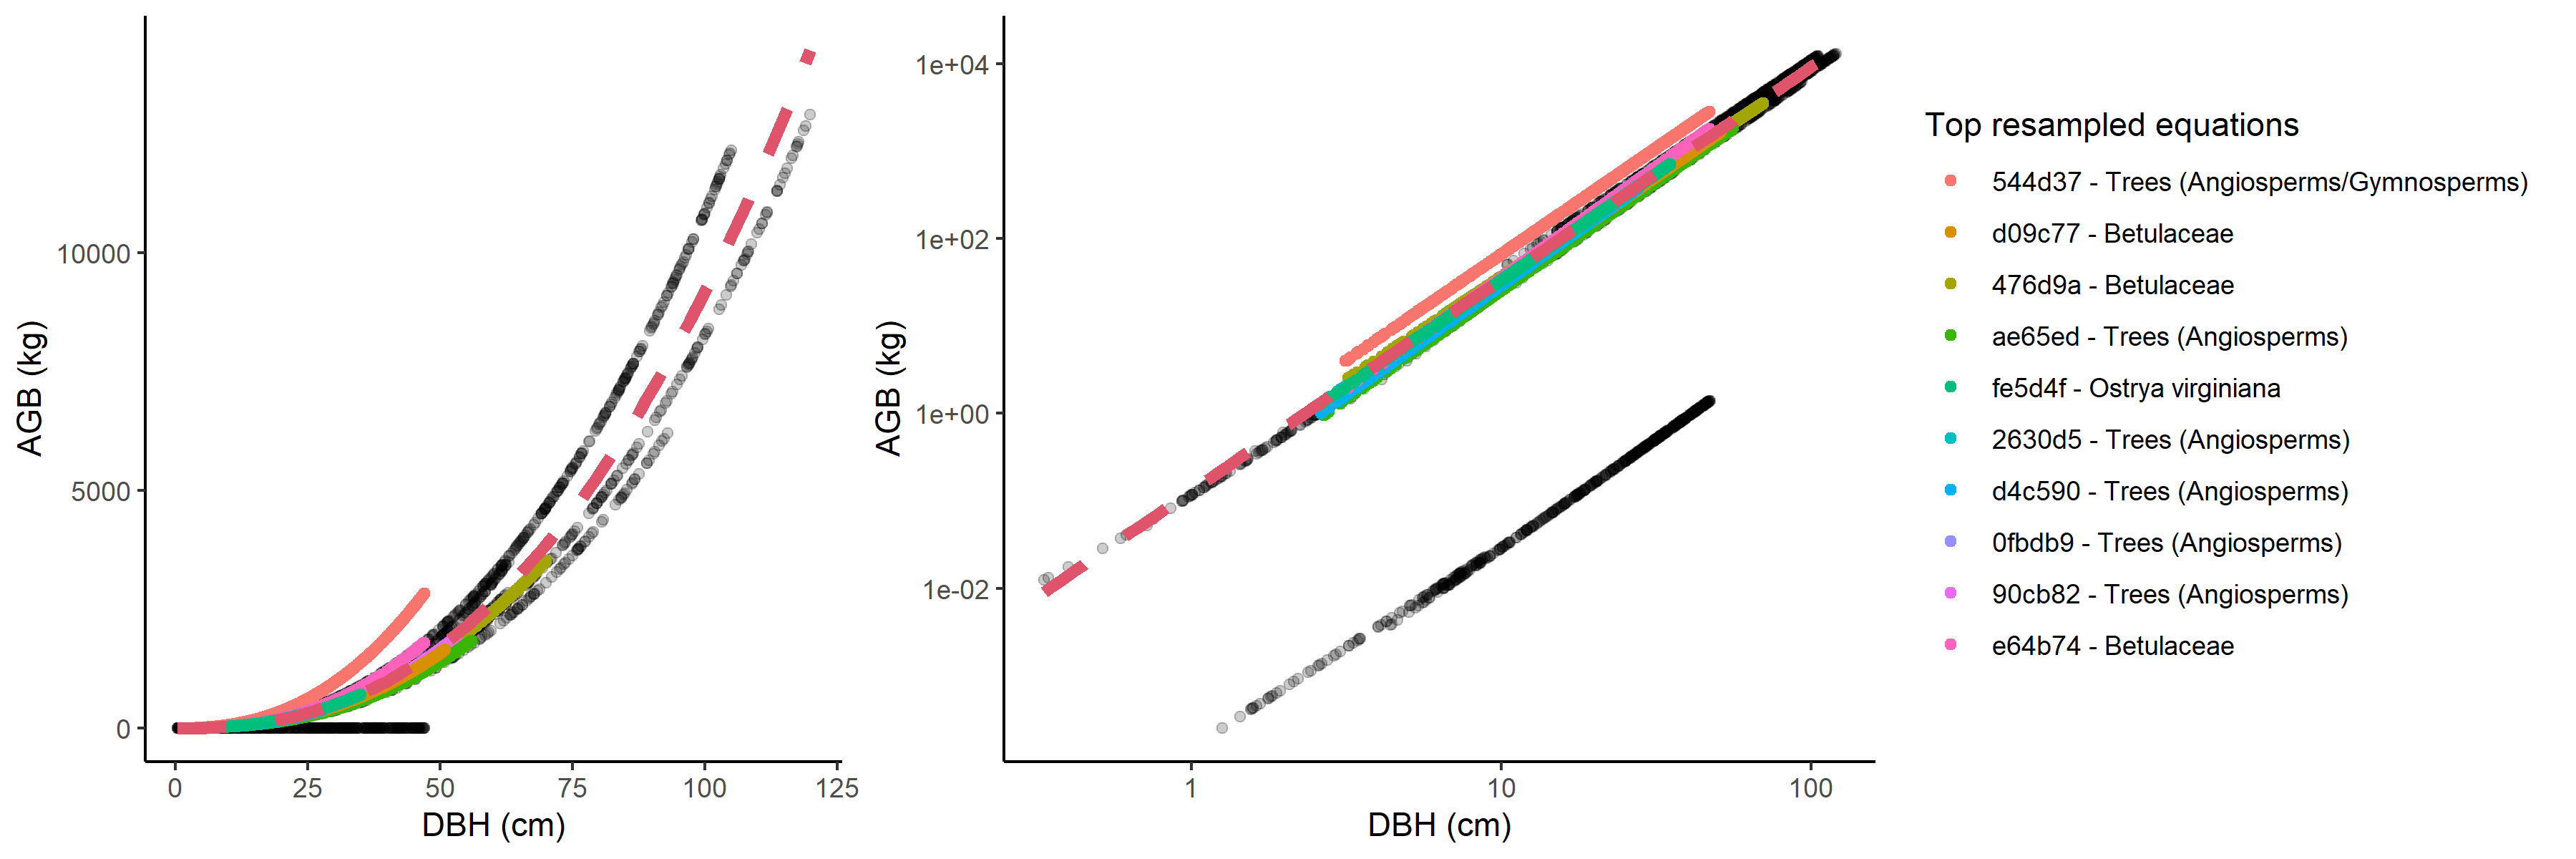 AGB (kg)
10000
5000
0
0 25 50 75 100 125
DBH (cm)
AGB (kg)
1e+04
1e+02
1e+00
1e-02
1 10 100
DBH (cm)
Top resampled equations
544d37 - Trees (Angiosperms/Gymnosperms)
d09c77 - Betulaceae
476d9a - Betulaceae
ae65ed - Trees (Angiosperms)
fe5d4f - Ostrya virginiana
2630d5 - Trees (Angiosperms)
d4c590 - Trees (Angiosperms)
0fbdb9 - Trees (Angiosperms)
90cb82 - Trees (Angiosperms)
e64b74 - Betulaceae